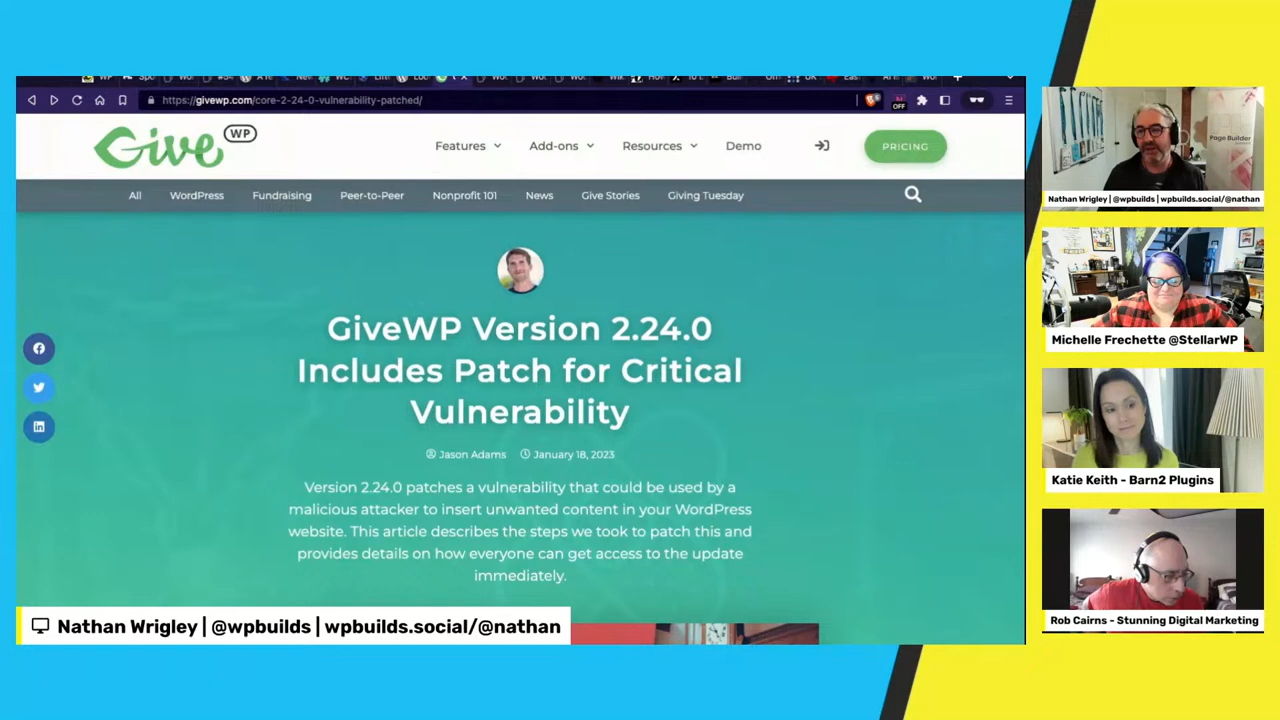 https://givewp.com/core-2-24-0-vulnerability-patched/
OFF
Give WP
Features
Add-ons
Resources
Demo
PRICING
All
WordPress
Fundraising
Peer-to-Peer
Nonprofit 101
News
Give Stories
Giving Tuesday
GiveWP Version 2.24.0
Includes Patch for Critical
Vulnerability
Jason Adams
January 18, 2023
Version 2.24.0 patches a vulnerability that could be used by a
malicious attacker to insert unwanted content in your WordPress
website. This article describes the steps we took to patch this and
provides details on how everyone can get access to the update
immediately.
Nathan Wrigley | @wpbuilds | wpbuilds.social/@nathan
Page Builder
Nathan Wrigley | @wpbuilds | wpbuilds.social/@nathan
Michelle Frechette @StellarWP
Katie Keith - Barn2 Plugins
Rob Cairns - Stunning Digital Marketing